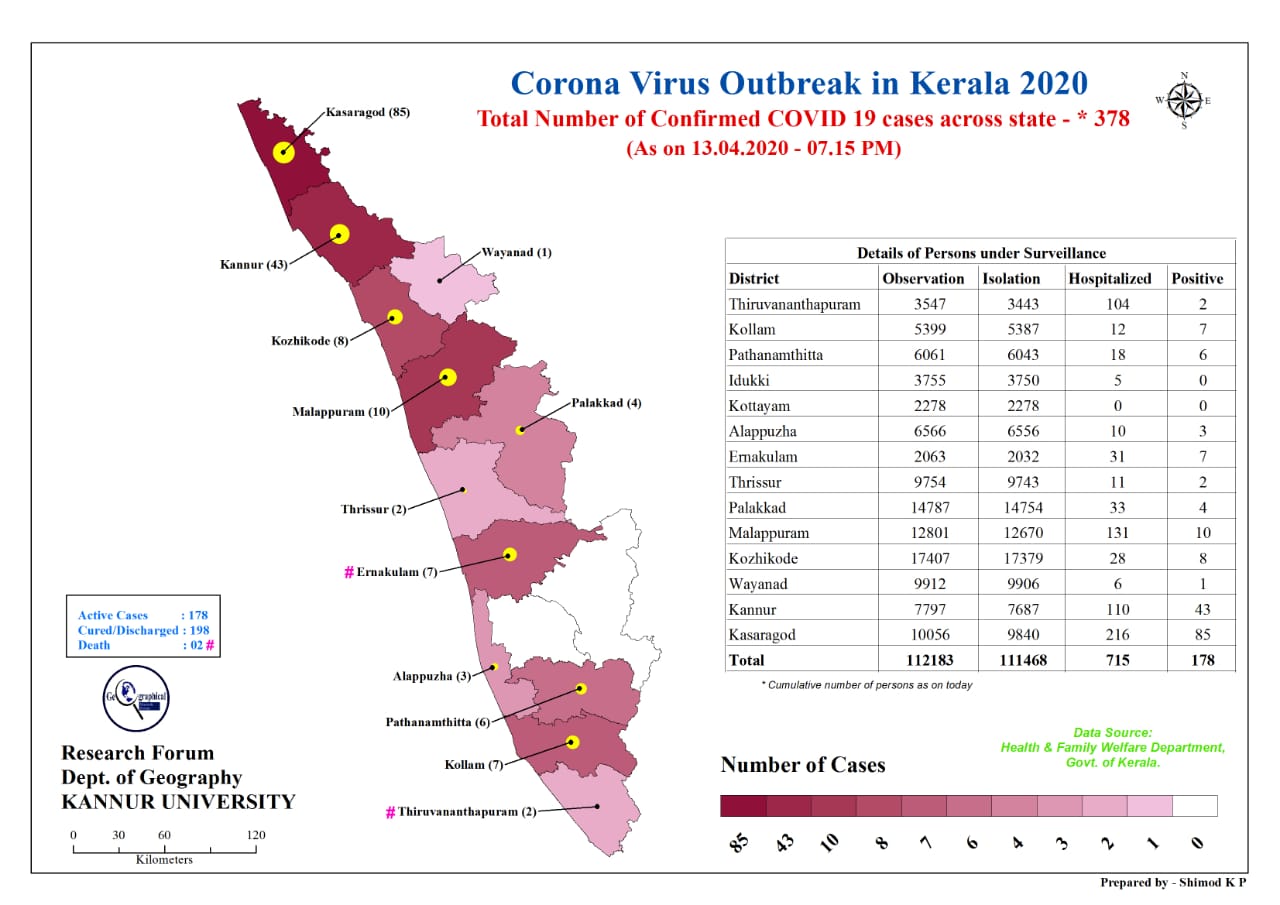 Corona Virus Outbreak in Kerala 2020
Total Number of Confirmed COVID 19 cases across state - * 378
(As on 13.04.2020 - 07.15 PM)
N
W E
S
Kasaragod (85)
Kannur (43)
Wayanad (1)
Kozhikode (8)
Malappuram (10)
Palakkad (4)
Thrissur (2)
# Ernakulam (7)
Alappuzha (3)
Pathanamthitta (6)
Kollam (7)
# Thiruvananthapuram (2)
Details of Persons under Surveillance
District Observation Isolation Hospitalized Positive
Thiruvananthapuram 3547 3443 104 2
Kollam 5399 5387 12 7
Pathanamthitta 6061 6043 18 6
Idukki 3755 3750 5 0
Kottayam 2278 2278 0 0
Alappuzha 6566 6556 10 3
Ernakulam 2063 2032 31 7
Thrissur 9754 9743 11 2
Palakkad 14787 14754 33 4
Malappuram 12801 12670 131 10
Kozhikode 17407 17379 28 8
Wayanad 9912 9906 6 1
Kannur 7797 7687 110 43
Kasaragod 10056 9840 216 85
Total 112183 111468 715 178
* Cumulative number of persons as on today
Active Cases : 178
Cured/Discharged : 198
Death : 02 #
Geographical
Research Forum
Dept. of Geography
KANNUR UNIVERSITY
0 30 60 120
Kilometers
Data Source:
Health & Family Welfare Department,
Govt. of Kerala.
Number of Cases
85 43 10 8 7 6 4 3 2 1 0
Prepared by - Shimod K P